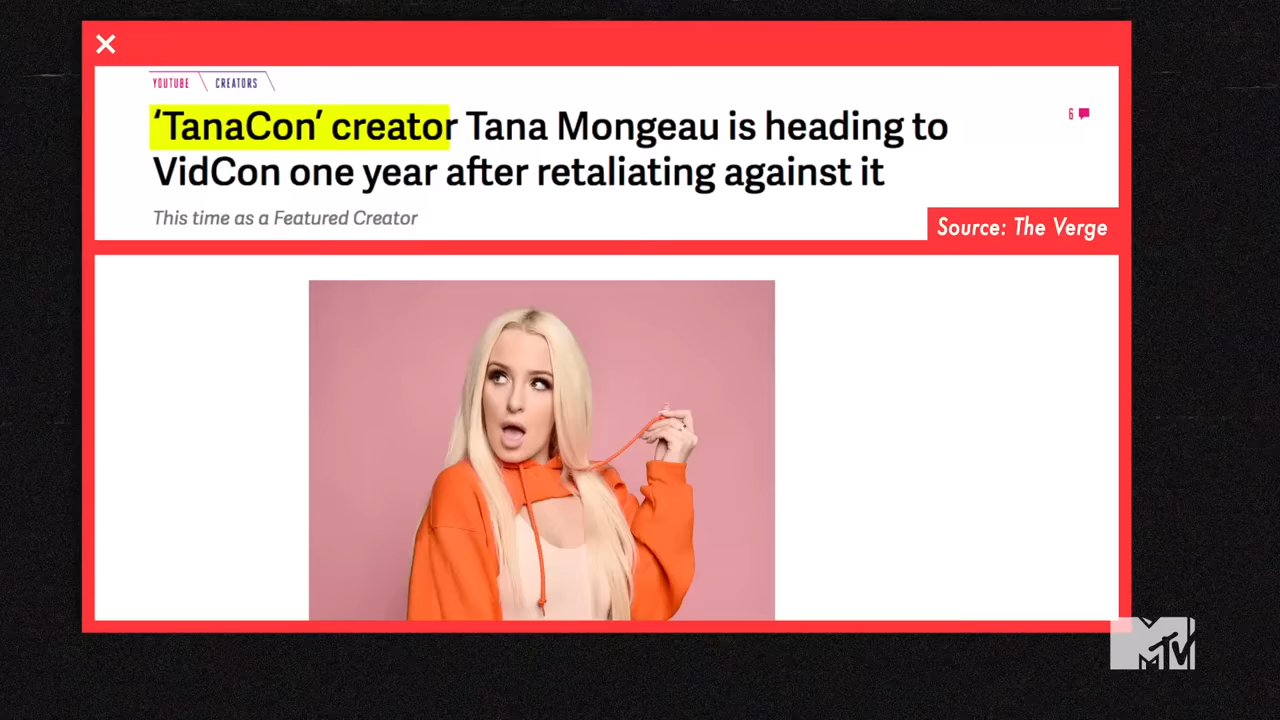 YOUTUBE CREATORS
‘TanaCon’ creator Tana Mongeau is heading to
6
VidCon one year after retaliating against it
This time as a Featured Creator
Source: The Verge
MTV